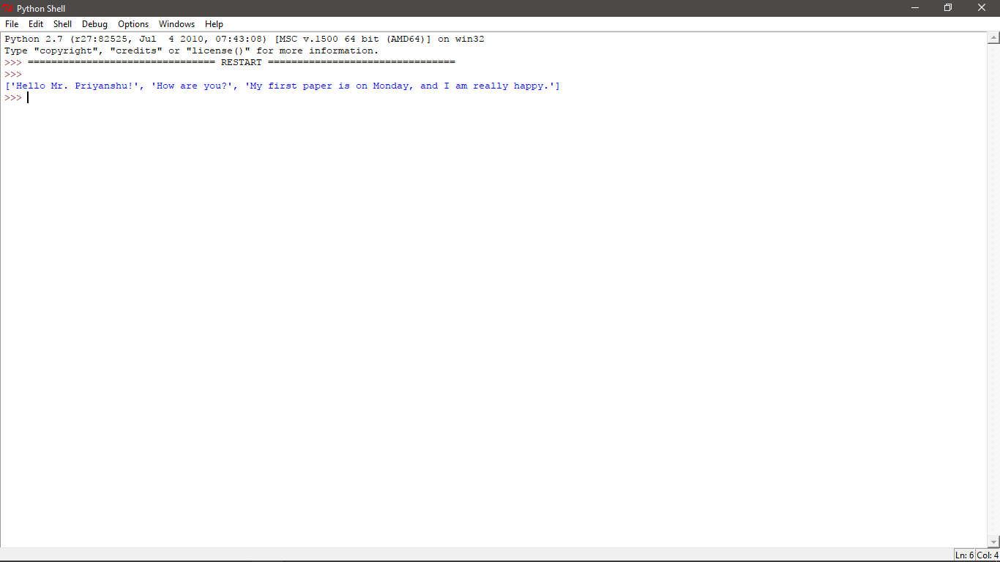 Python Shell
File Edit Shell Debug Options Windows Help
Python 2.7 (r27:82525, Jul  4 2010, 07:43:08) [MSC v.1500 64 bit (AMD64)] on win32
Type "copyright", "credits" or "license()" for more information.
>>> ================================ RESTART ================================
>>>
['Hello Mr. Priyanshu!', 'How are you?', 'My first paper is on Monday, and I am really happy.']
>>>
Ln: 6 Col: 4